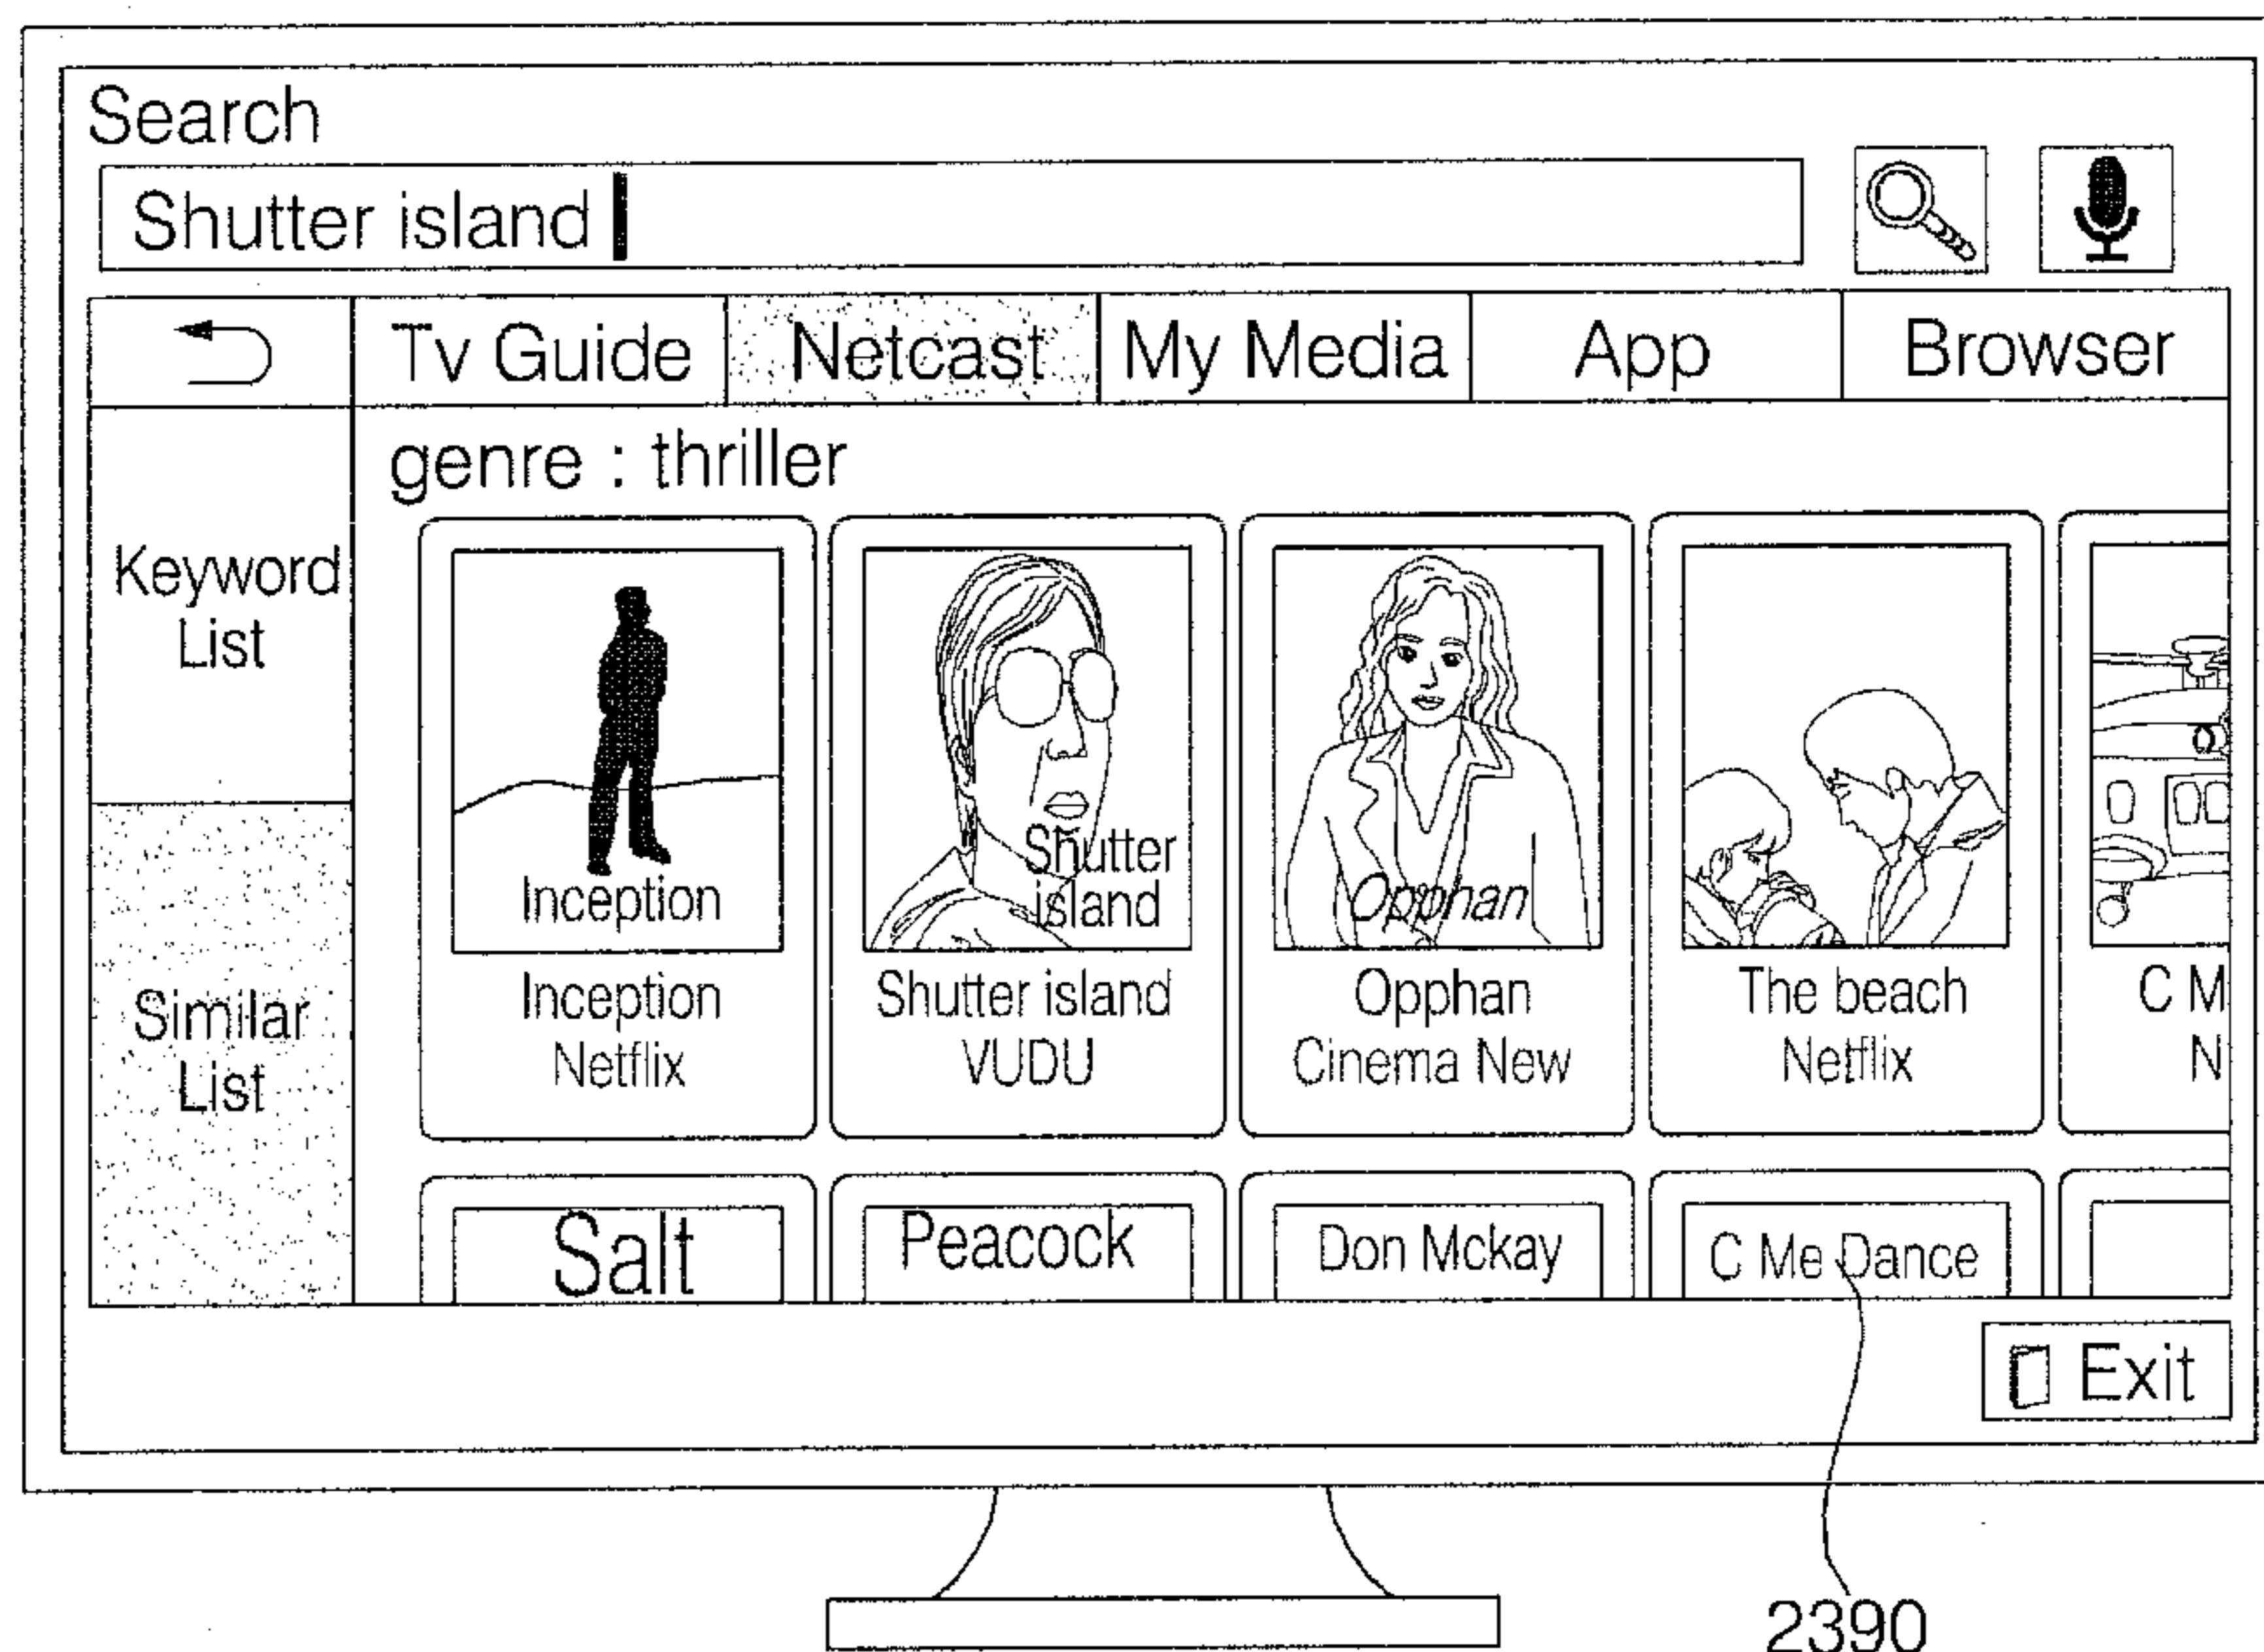 Search
Shutter island
Tv Guide
Netcast
My Media
App
Browser
Keyword
List
Similar
List
genre : thriller
Inception
Inception
Netflix
Shutter
island
Shutter island
VUDU
Opphan
Opphan
Cinema New
The beach
Netflix
C M
N
Salt
Peacock
Don Mckay
C Me Dance
Exit
2390